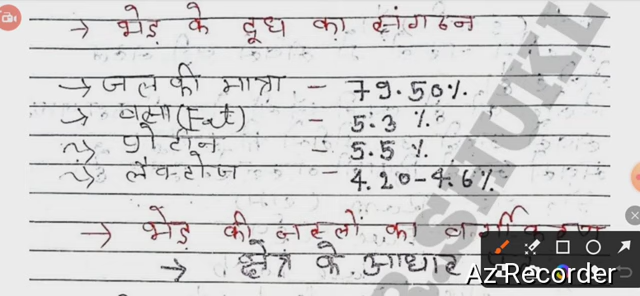 → भेड़ के दूध का संगठन
→ जल की मात्रा - 79.50%
→ वसा (Fat) - 5.3 %
→ प्रोटीन - 5.5 %
→ लैक्टोज - 4.20-4.6%
→ भेड़ की नस्लों का वर्गीकरण
→ क्षेत्र के आधार
SHUKL
AZ Recorder